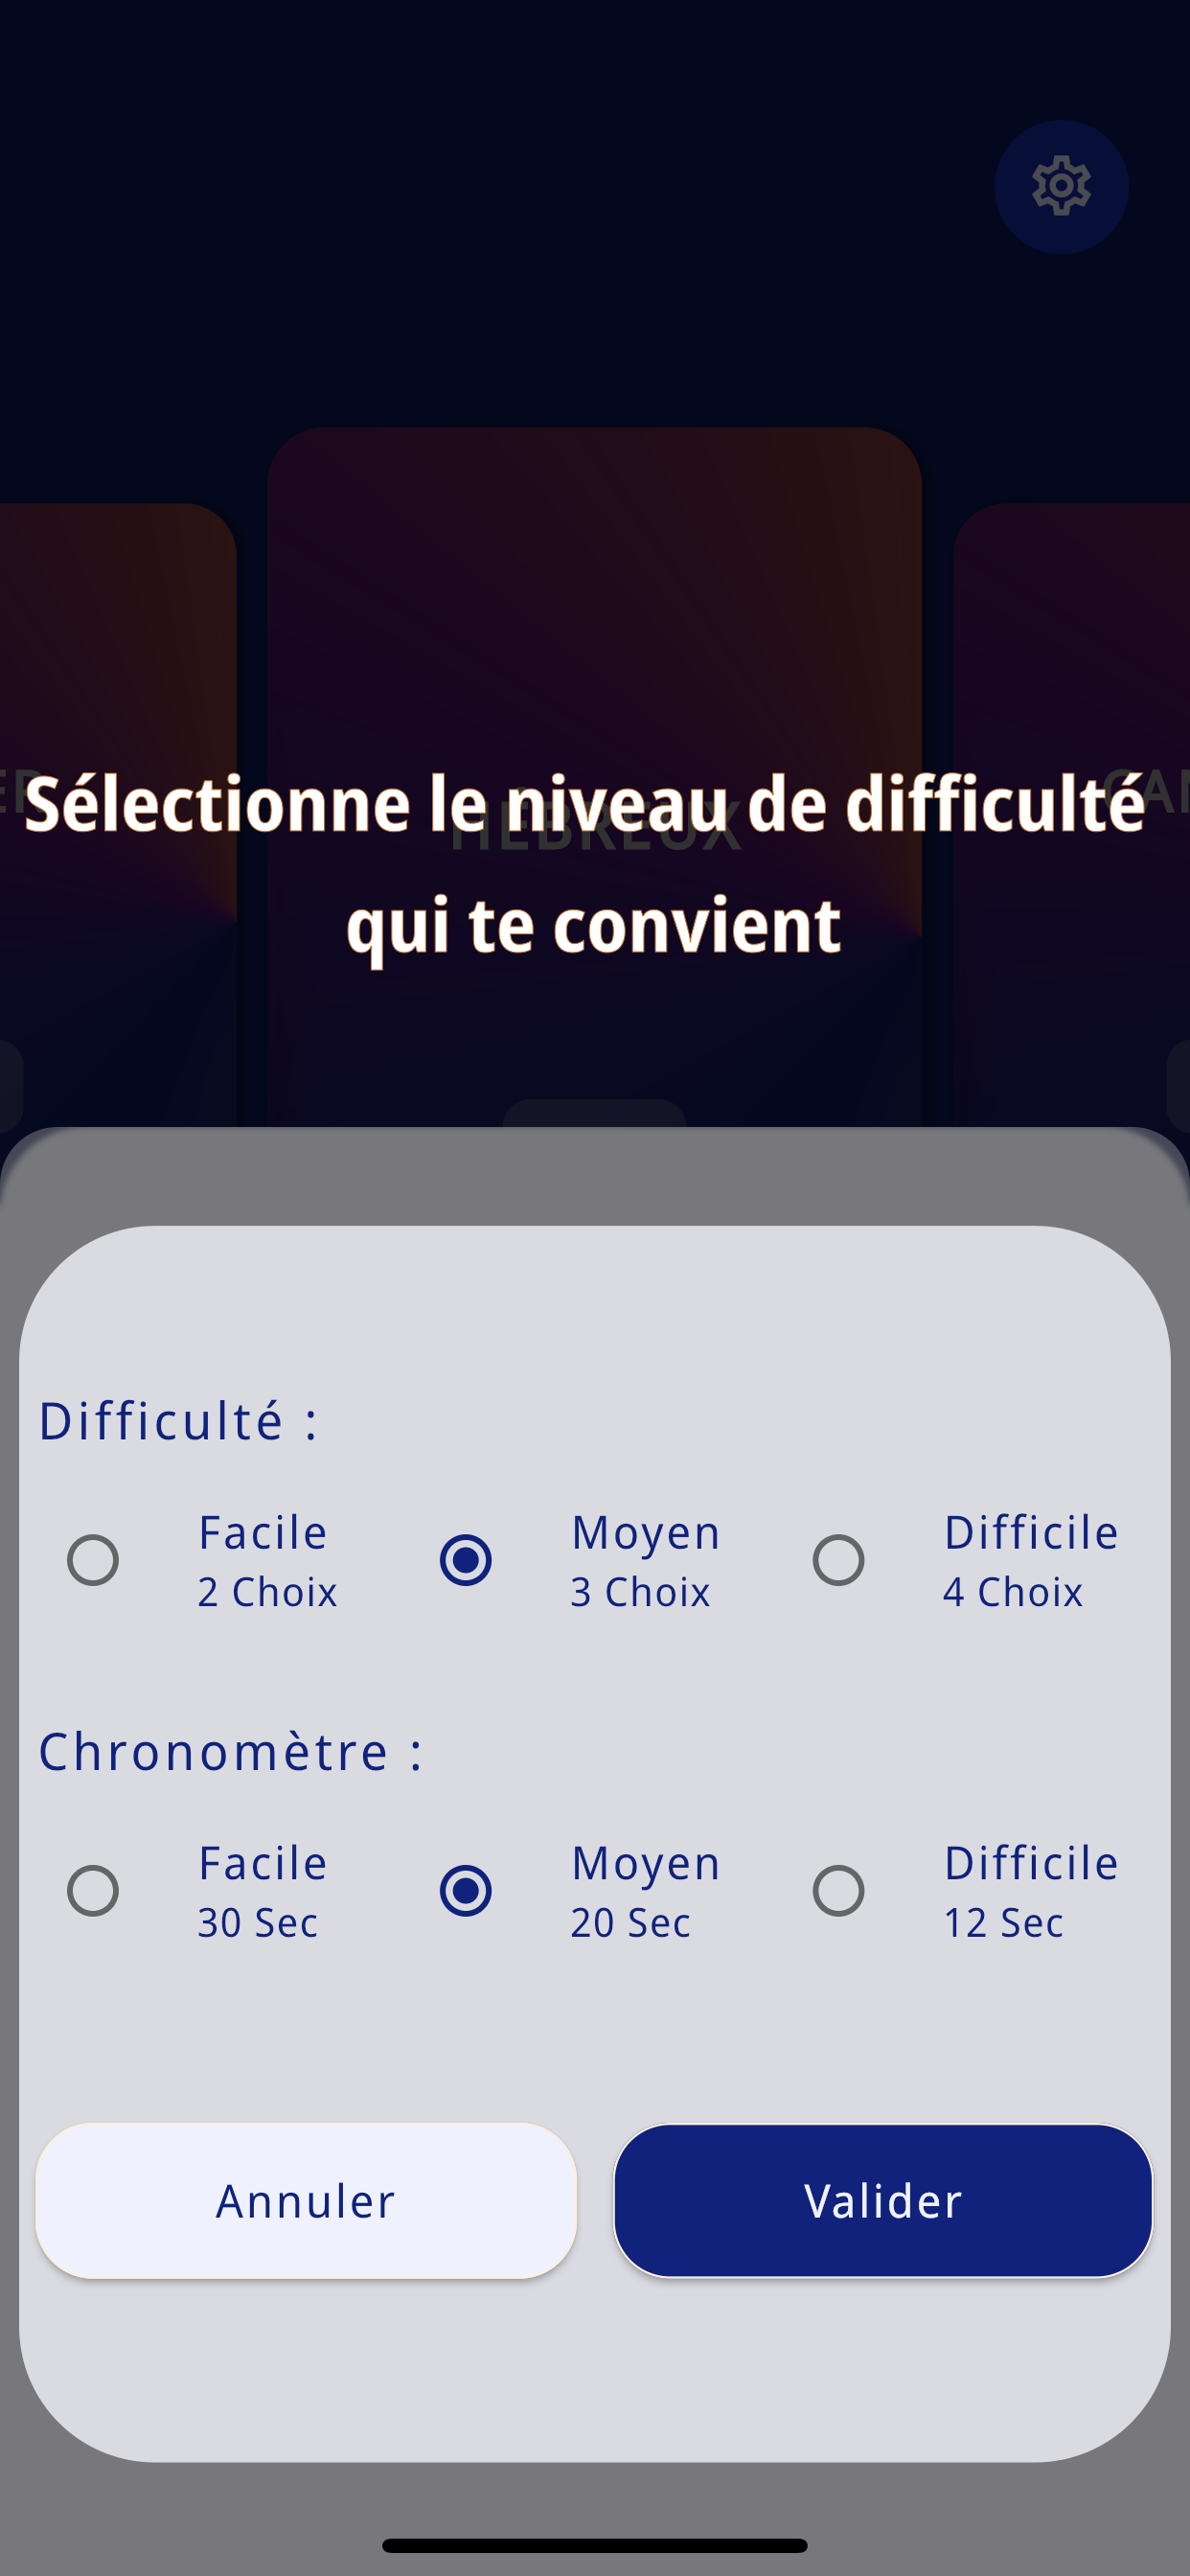 Sélectionne le niveau de difficulté
HÉBREUX
qui te convient
Difficulté :
Facile
2 Choix
Moyen
3 Choix
Difficile
4 Choix
Chronomètre :
Facile
30 Sec
Moyen
20 Sec
Difficile
12 Sec
Annuler
Valider